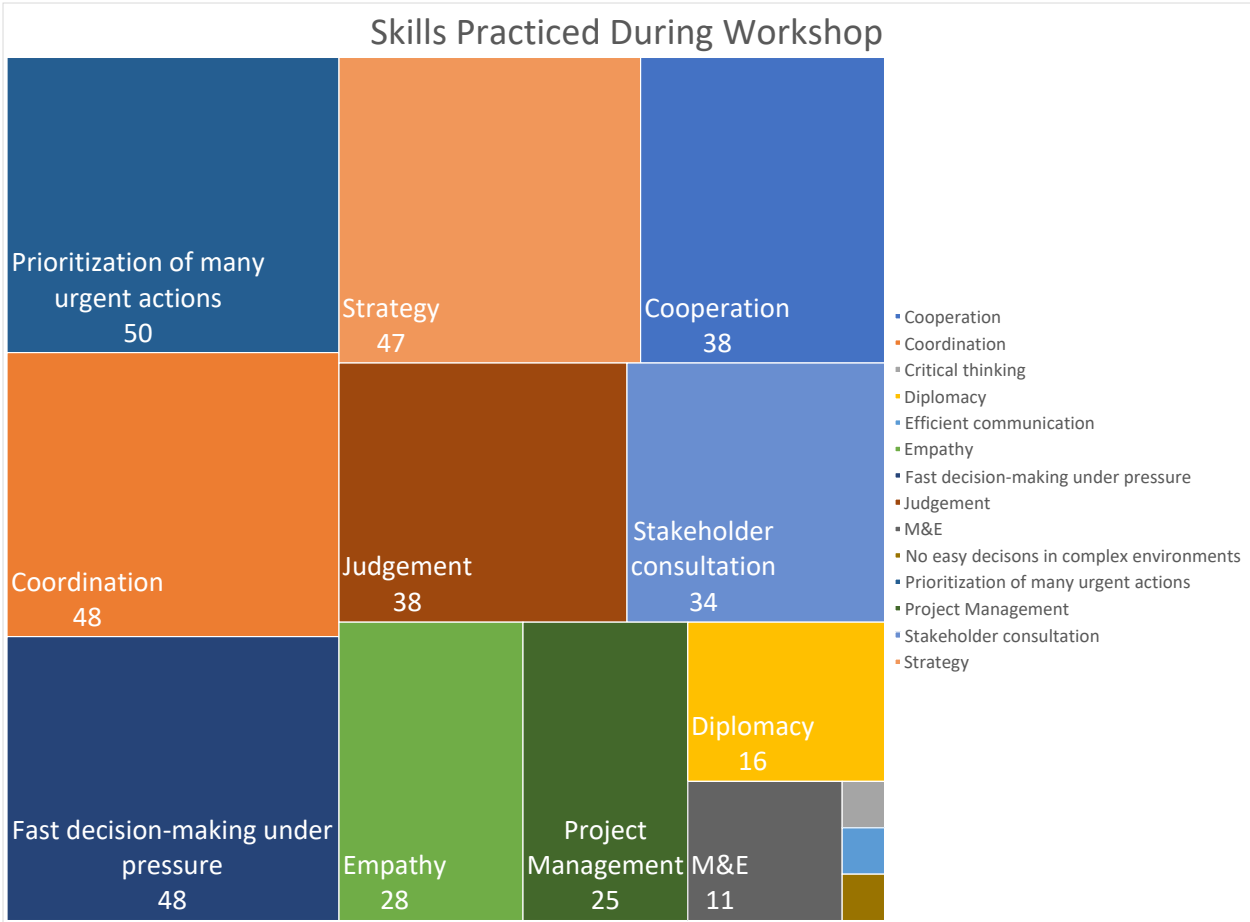 Skills Practiced During Workshop
Prioritization of many
urgent actions
50
Strategy
47
Cooperation
38
Coordination
48
Judgement
38
Stakeholder
consultation
34
Fast decision-making under
pressure
48
Empathy
28
Project
Management
25
Diplomacy
16
M&E
11
Cooperation
Coordination
Critical thinking
Diplomacy
Efficient communication
Empathy
Fast decision-making under pressure
Judgement
M&E
No easy decisons in complex environments
Prioritization of many urgent actions
Project Management
Stakeholder consultation
Strategy